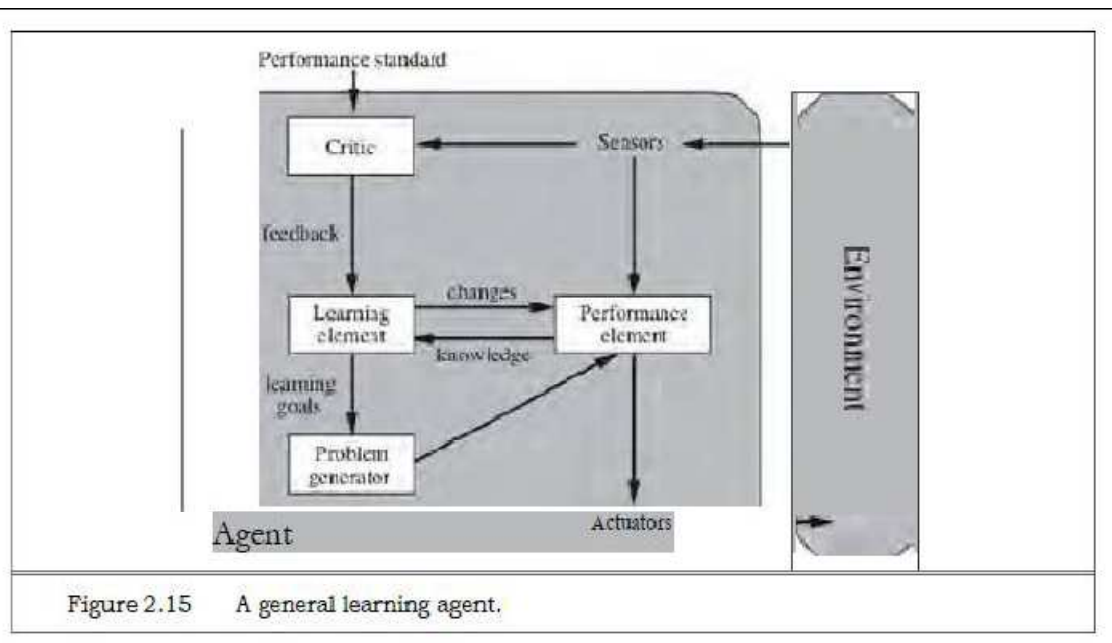 Performance standard
Critic
Sensors
feedback
Learning
element
changes
knowledge
Performance
element
learning
goals
Problem
generator
Environment
Agent
Actuators
Figure 2.15 A general learning agent.